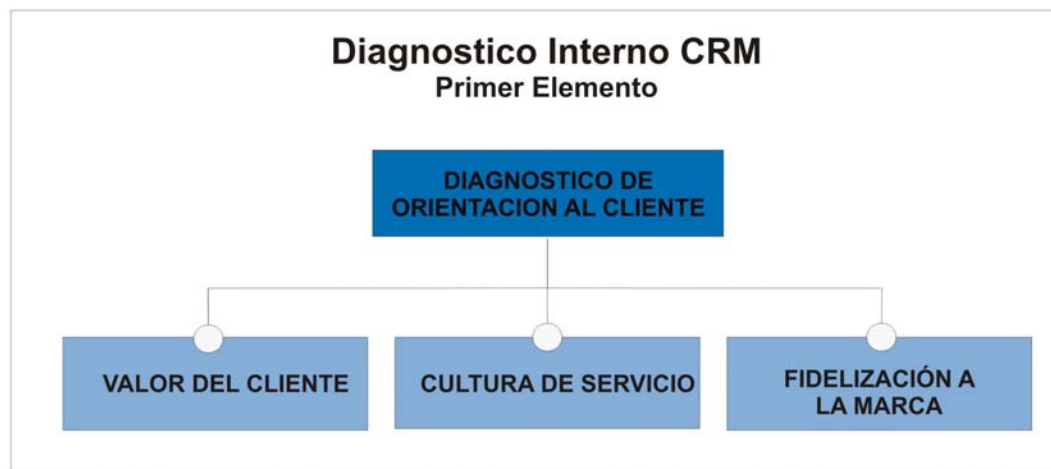 Diagnostico Interno CRM
Primer Elemento
DIAGNOSTICO DE
ORIENTACION AL CLIENTE
VALOR DEL CLIENTE
CULTURA DE SERVICIO
FIDELIZACIÓN A
LA MARCA